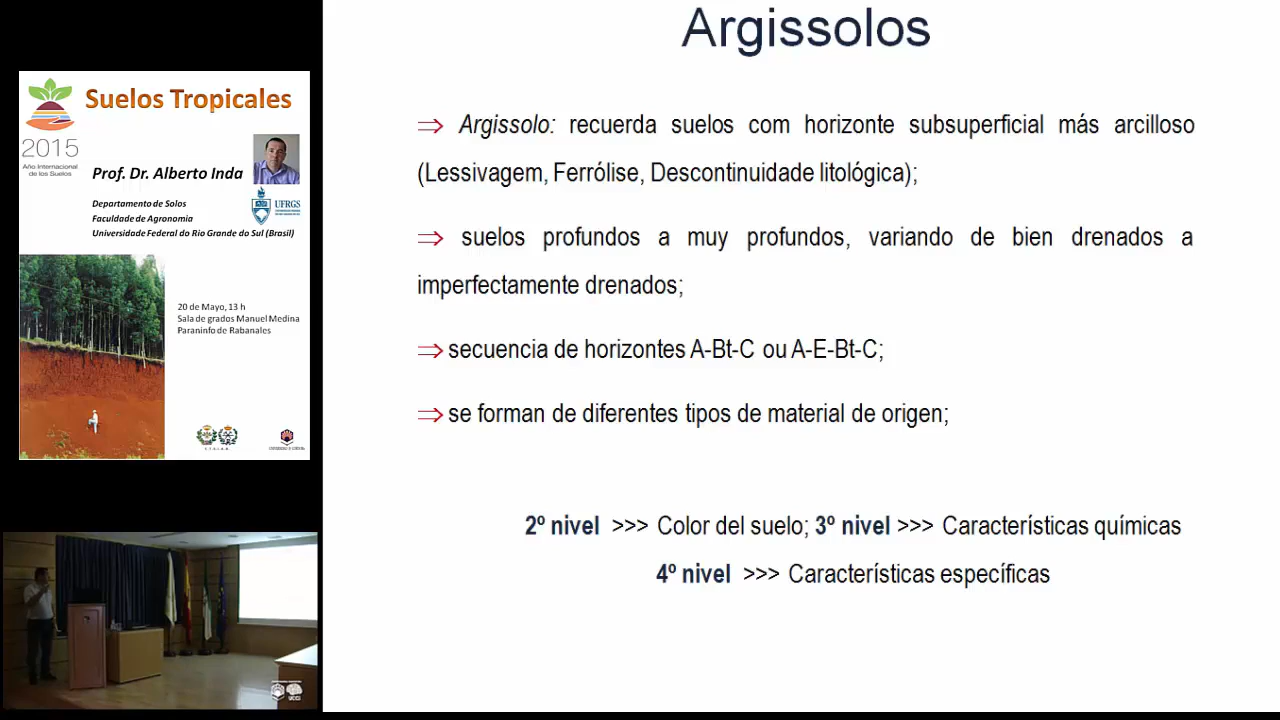 Argissolos
⇒ Argissolo: recuerda suelos com horizonte subsuperficial más arcilloso
(Lessivagem, Ferrólise, Descontinuidade litológica);
⇒ suelos profundos a muy profundos, variando de bien drenados a
imperfectamente drenados;
⇒ secuencia de horizontes A-Bt-C ou A-E-Bt-C;
⇒ se forman de diferentes tipos de material de origen;
2º nivel >>> Color del suelo; 3º nivel >>> Características químicas
4º nivel >>> Características específicas
Suelos Tropicales
2015
Año Internacional
de los Suelos
Prof. Dr. Alberto Inda
Departamento de Solos
Faculdade de Agronomia
Universidade Federal do Rio Grande do Sul (Brasil)
UFRGS
20 de Mayo, 13 h
Sala de grados Manuel Medina
Paraninfo de Rabanales